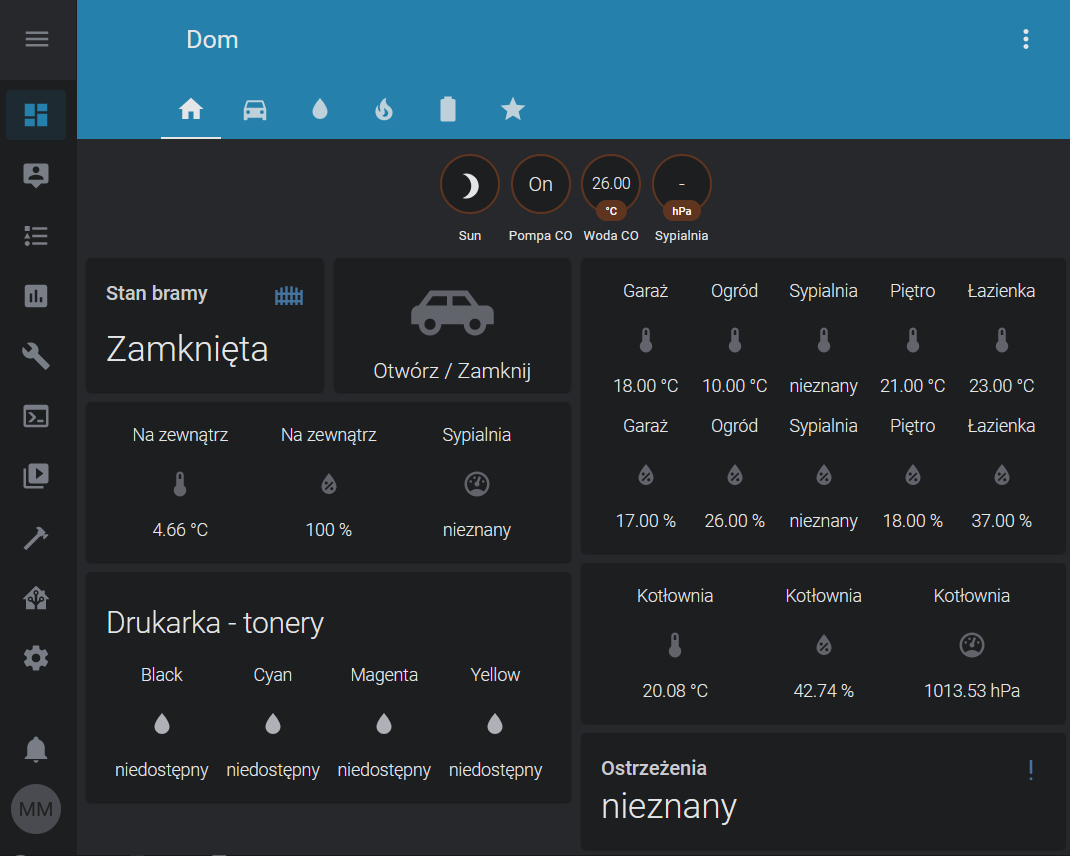 Dom
On
26.00
-
°C
hPa
Sun
Pompa CO
Woda CO
Sypialnia
Stan bramy
Zamknięta
Otwórz / Zamknij
Na zewnątrz Na zewnątrz Sypialnia
4.66 °C 100 % nieznany
Drukarka - tonery
Black Cyan Magenta Yellow
niedostępny niedostępny niedostępny niedostępny
Garaż Ogród Sypialnia Piętro Łazienka
18.00 °C 10.00 °C nieznany 21.00 °C 23.00 °C
Garaż Ogród Sypialnia Piętro Łazienka
17.00 % 26.00 % nieznany 18.00 % 37.00 %
Kotłownia Kotłownia Kotłownia
20.08 °C 42.74 % 1013.53 hPa
Ostrzeżenia
nieznany
MM